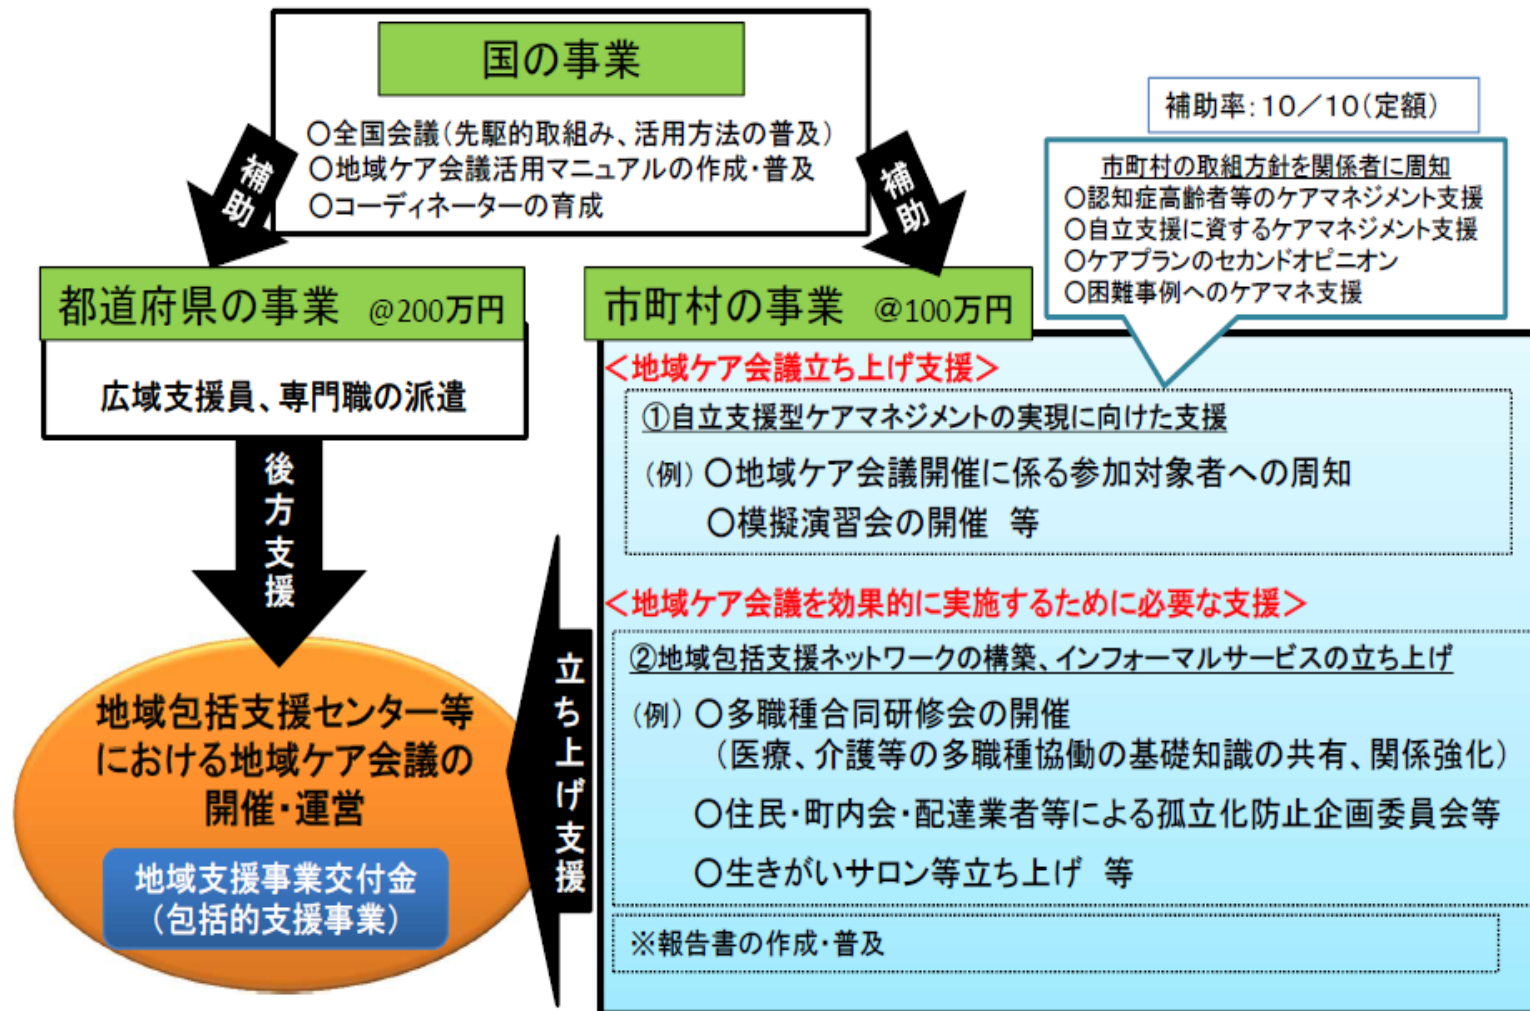 国の事業
○全国会議（先駆的取組み、活用方法の普及）
○地域ケア会議活用マニュアルの作成・普及
○コーディネーターの育成
補助
補助
補助率：10／10（定額）
市町村の取組方針を関係者に周知
○認知症高齢者等のケアマネジメント支援
○自立支援に資するケアマネジメント支援
○ケアプランのセカンドオピニオン
○困難事例へのケアマネ支援
都道府県の事業 @200万円
広域支援員、専門職の派遣
後方支援
市町村の事業 @100万円
＜地域ケア会議立ち上げ支援＞
①自立支援型ケアマネジメントの実現に向けた支援
（例）○地域ケア会議開催に係る参加対象者への周知
○模擬演習会の開催 等
＜地域ケア会議を効果的に実施するために必要な支援＞
②地域包括支援ネットワークの構築、インフォーマルサービスの立ち上げ
（例）○多職種合同研修会の開催
（医療、介護等の多職種協働の基礎知識の共有、関係強化）
○住民・町内会・配達業者等による孤立化防止企画委員会等
○生きがいサロン等立ち上げ 等
※報告書の作成・普及
立ち上げ支援
地域包括支援センター等
における地域ケア会議の
開催・運営
地域支援事業交付金
（包括的支援事業）